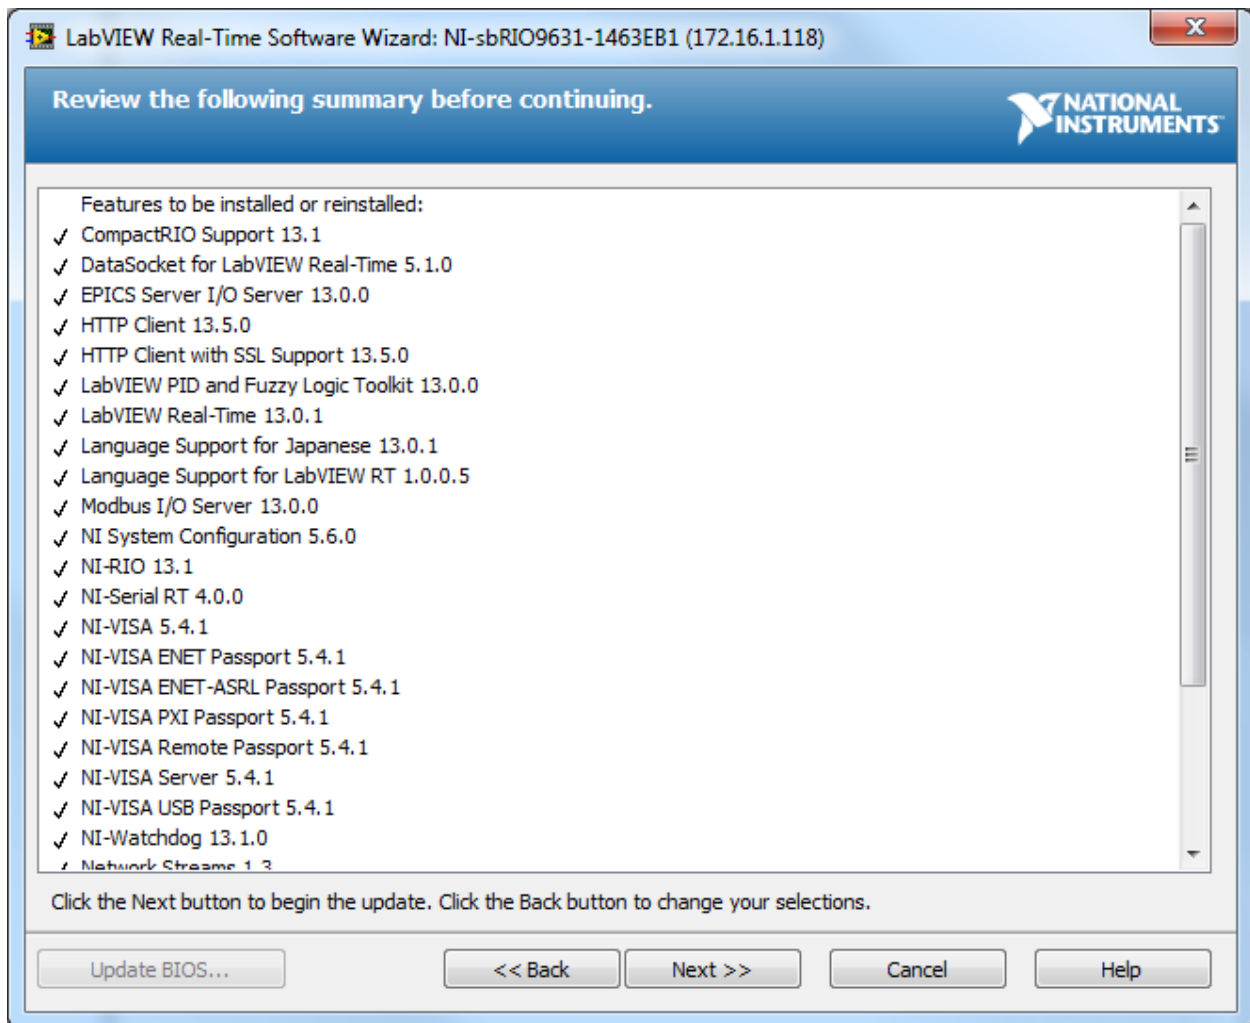 LabVIEW Real-Time Software Wizard: NI-sbRIO9631-1463EB1 (172.16.1.118)
Review the following summary before continuing.
NATIONAL
INSTRUMENTS
Features to be installed or reinstalled:
CompactRIO Support 13.1
DataSocket for LabVIEW Real-Time 5.1.0
EPICS Server I/O Server 13.0.0
HTTP Client 13.5.0
HTTP Client with SSL Support 13.5.0
LabVIEW PID and Fuzzy Logic Toolkit 13.0.0
LabVIEW Real-Time 13.0.1
Language Support for Japanese 13.0.1
Language Support for LabVIEW RT 1.0.0.5
Modbus I/O Server 13.0.0
NI System Configuration 5.6.0
NI-RIO 13.1
NI-Serial RT 4.0.0
NI-VISA 5.4.1
NI-VISA ENET Passport 5.4.1
NI-VISA ENET-ASRL Passport 5.4.1
NI-VISA PXI Passport 5.4.1
NI-VISA Remote Passport 5.4.1
NI-VISA Server 5.4.1
NI-VISA USB Passport 5.4.1
NI-Watchdog 13.1.0
Network Streams 1.3
Click the Next button to begin the update. Click the Back button to change your selections.
Update BIOS... << Back Next >> Cancel Help